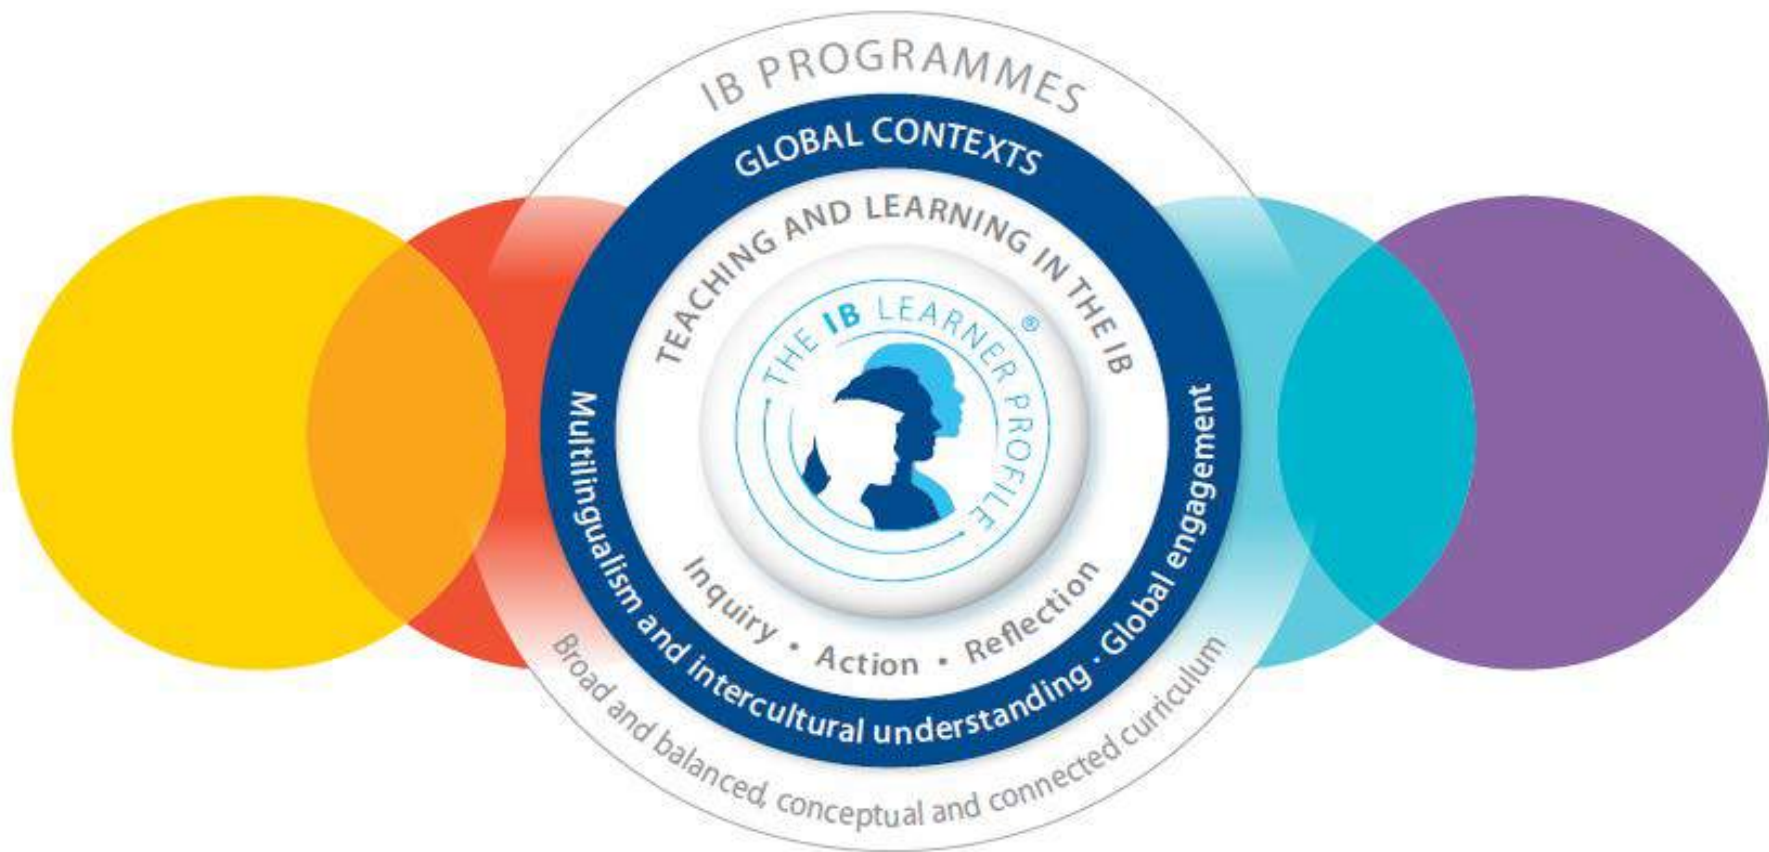 IB PROGRAMMES
GLOBAL CONTEXTS
TEACHING AND LEARNING IN THE IB
THE IB LEARNER PROFILE ®
Inquiry • Action • Reflection
Multilingualism and intercultural understanding · Global engagement
Broad and balanced, conceptual and connected curriculum